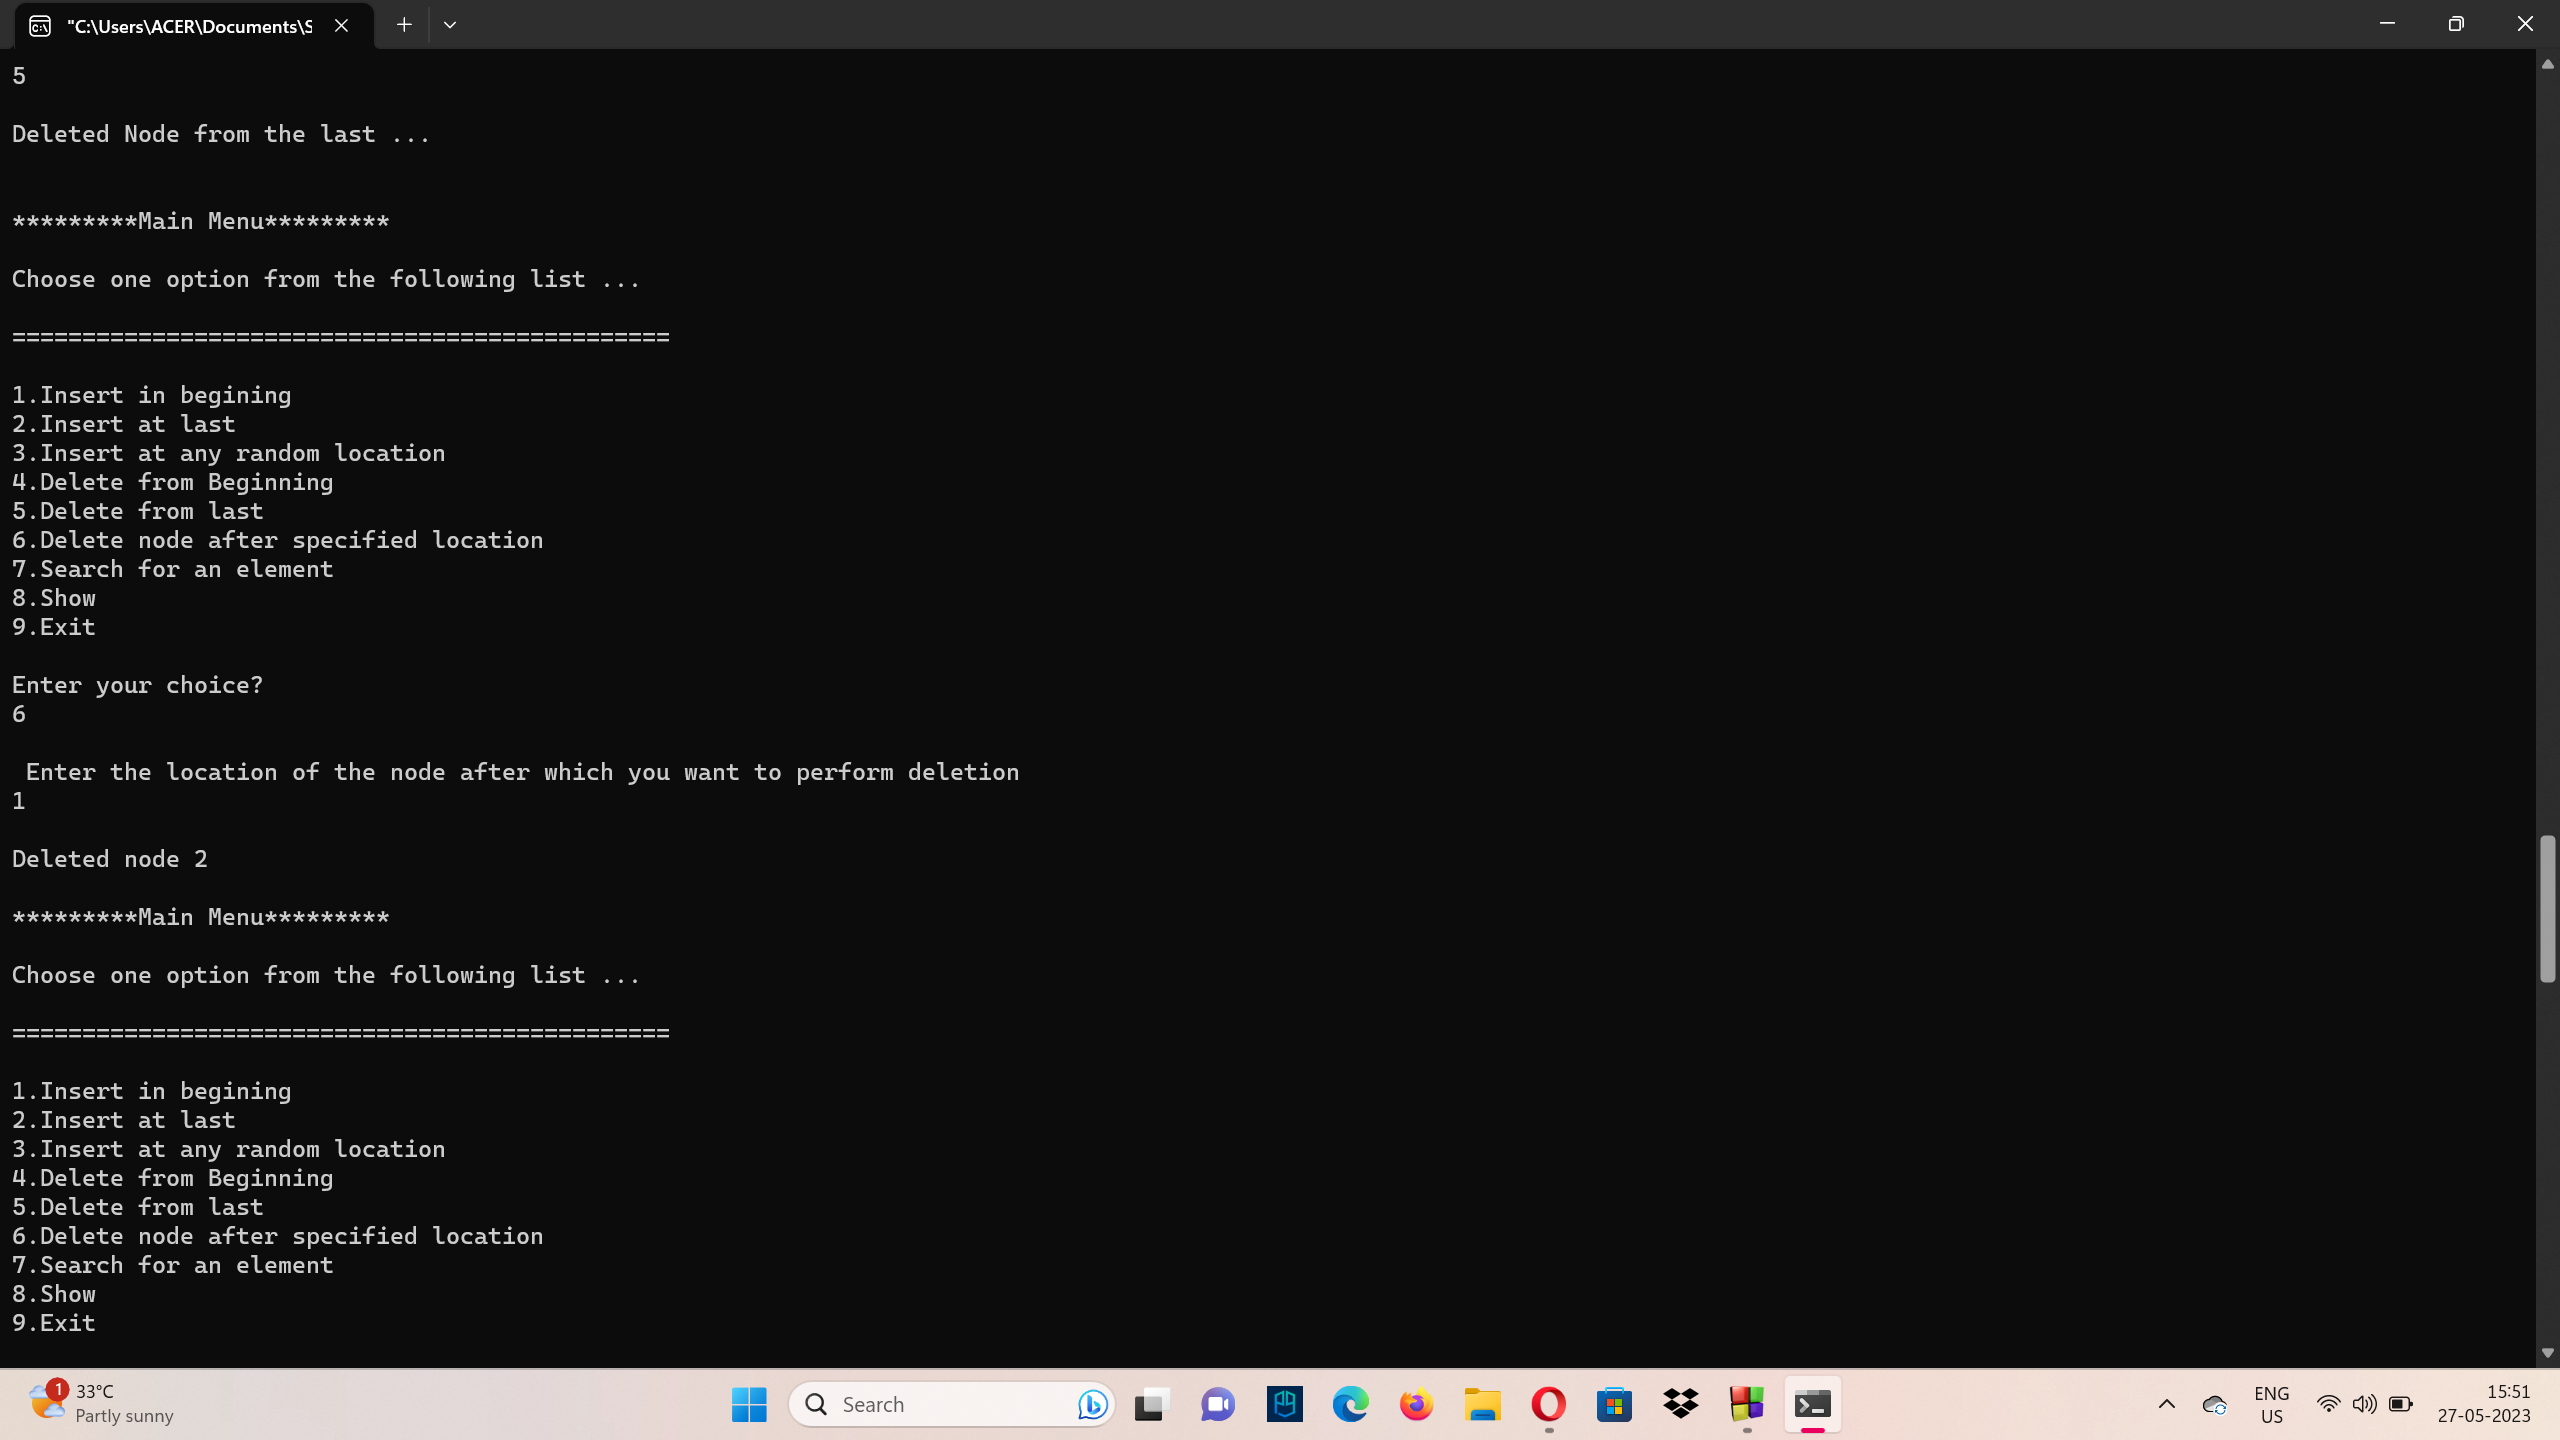 "C:\Users\ACER\Documents\S
5
Deleted Node from the last ...
*********Main Menu*********
Choose one option from the following list ...
===============================================
1.Insert in begining
2.Insert at last
3.Insert at any random location
4.Delete from Beginning
5.Delete from last
6.Delete node after specified location
7.Search for an element
8.Show
9.Exit
Enter your choice?
6
Enter the location of the node after which you want to perform deletion
1
Deleted node 2
*********Main Menu*********
Choose one option from the following list ...
===============================================
1.Insert in begining
2.Insert at last
3.Insert at any random location
4.Delete from Beginning
5.Delete from last
6.Delete node after specified location
7.Search for an element
8.Show
9.Exit
1
33°C
Partly sunny
Search
ENG
US
15:51
27-05-2023